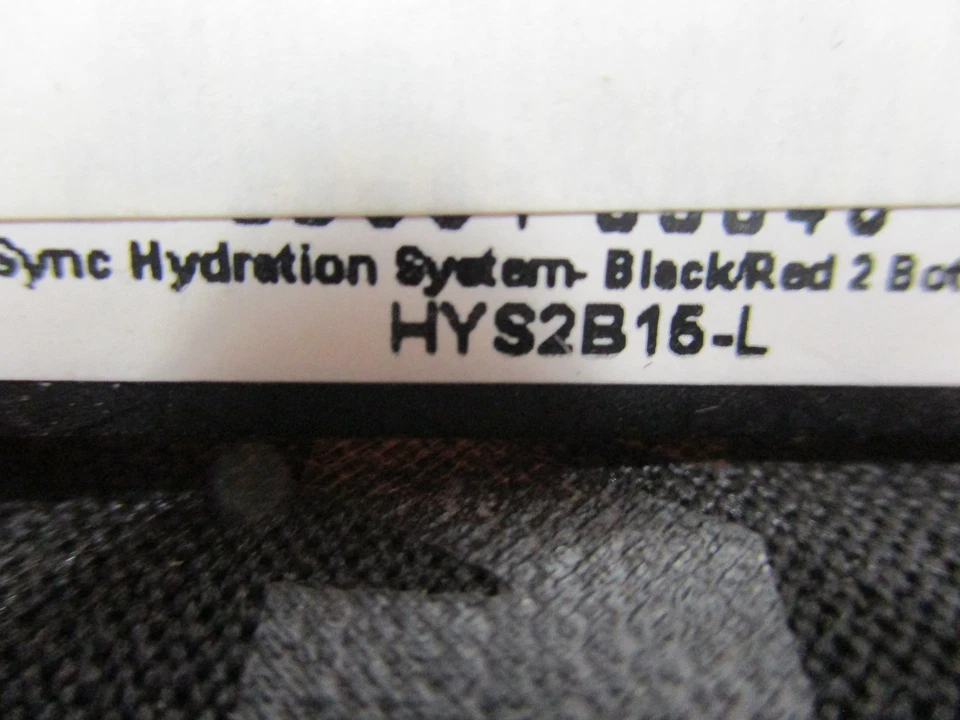 Sync Hydration System- Black/Red 2 Bot
HYS2B15-L